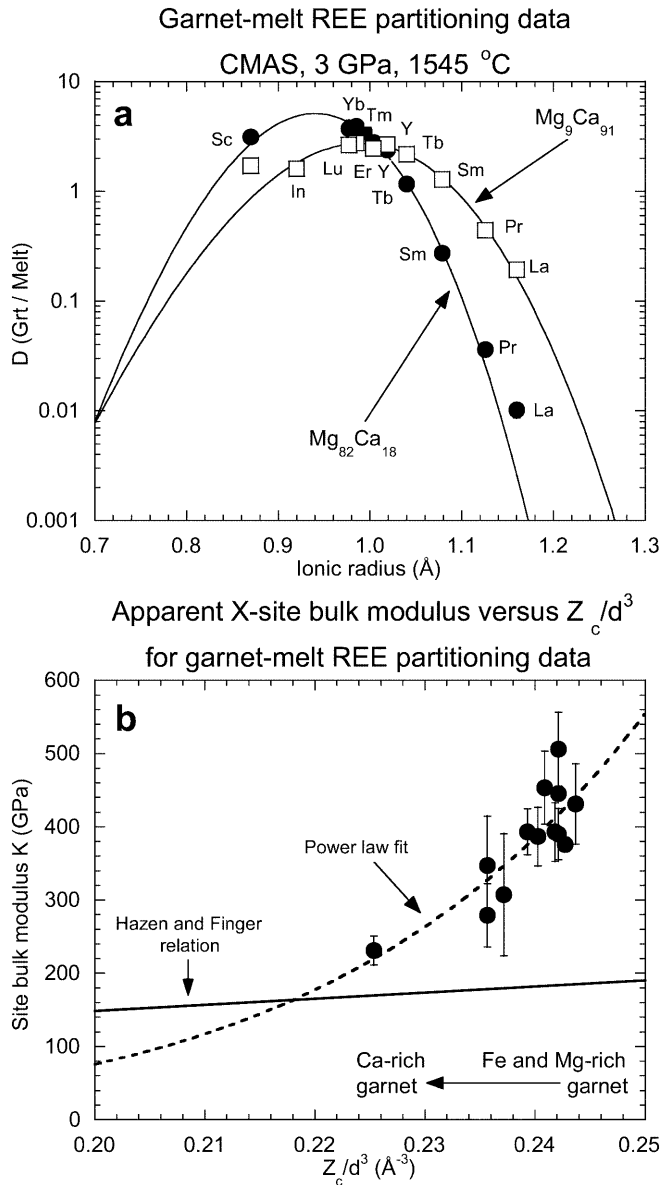 Garnet-melt REE partitioning data
CMAS, 3 GPa, 1545 °C
10
1
0.1
0.01
0.001
D (Grt / Melt)
a
Sc
Yb
Tm
Y
Tb
Mg9Ca91
In
Lu
Er
Y
Tb
Sm
Pr
La
Sm
Pr
La
Mg82Ca18
0.7 0.8 0.9 1.0 1.1 1.2 1.3
Ionic radius (Å)
Apparent X-site bulk modulus versus Zc/d³
for garnet-melt REE partitioning data
600
500
400
300
200
100
0
Site bulk modulus K (GPa)
b
Power law fit
Hazen and Finger
relation
Ca-rich
garnet
Fe and Mg-rich
garnet
0.20 0.21 0.22 0.23 0.24 0.25
Zc/d³ (Å⁻³)